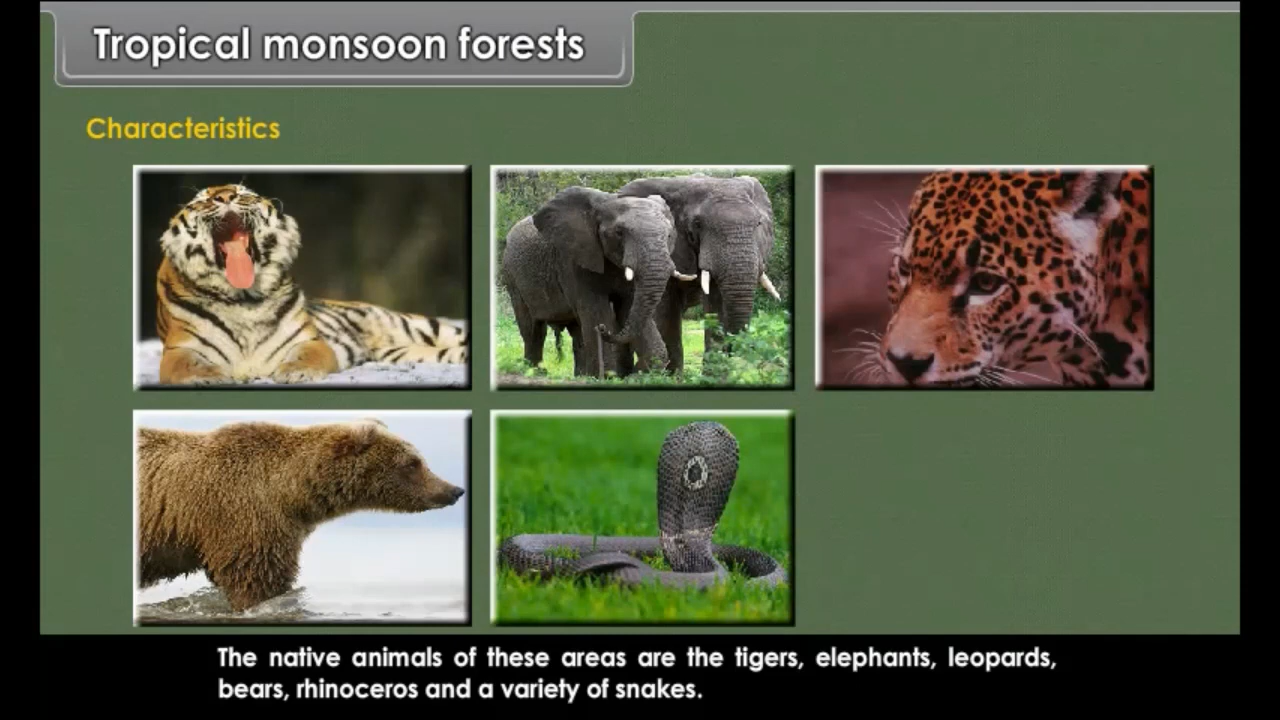 Tropical monsoon forests
Characteristics
The native animals of these areas are the tigers, elephants, leopards,
bears, rhinoceros and a variety of snakes.